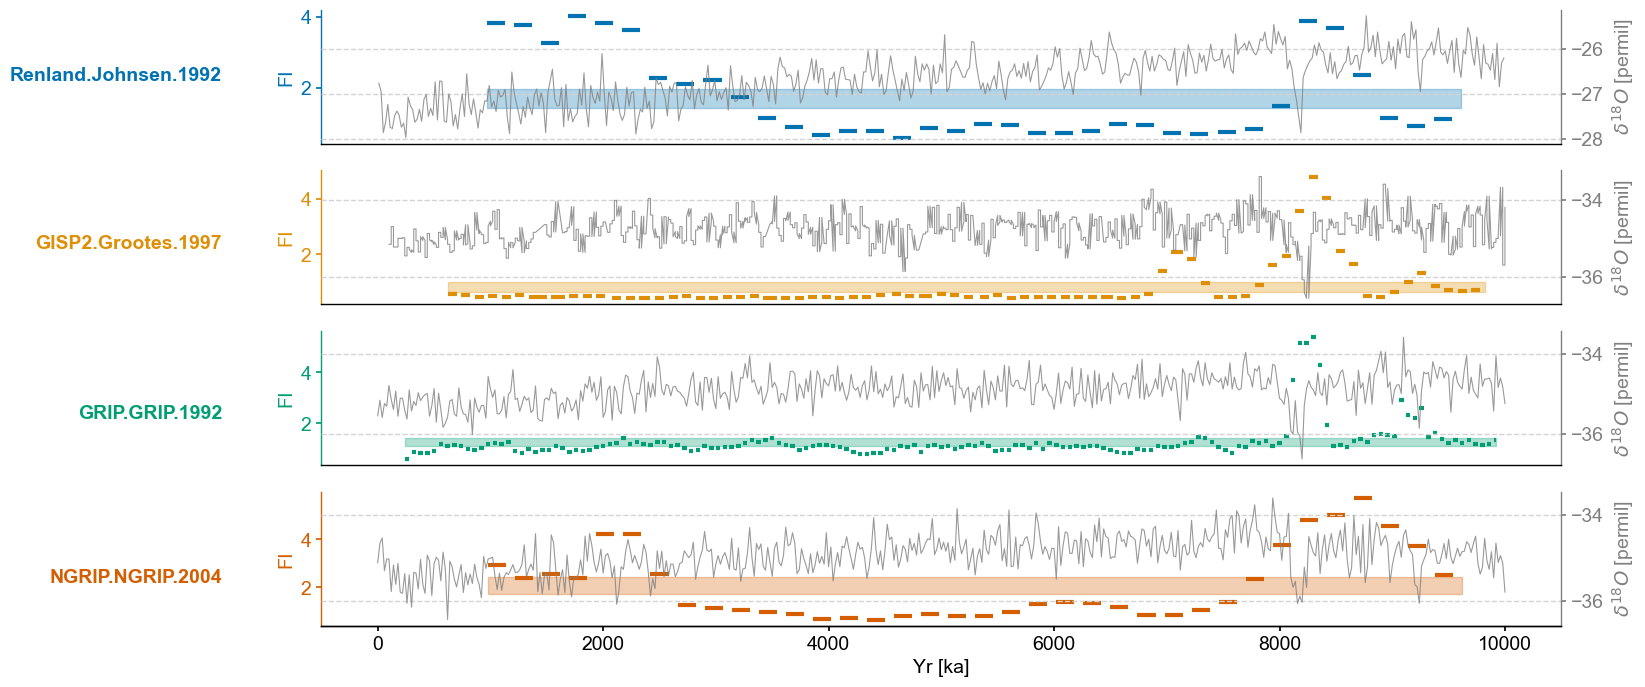 Renland.Johnsen.1992
FI
4
2
−26
−27
−28
δ¹⁸O [permil]
GISP2.Grootes.1997
FI
4
2
−34
−36
δ¹⁸O [permil]
GRIP.GRIP.1992
FI
4
2
−34
−36
δ¹⁸O [permil]
NGRIP.NGRIP.2004
FI
4
2
−34
−36
δ¹⁸O [permil]
0 2000 4000 6000 8000 10000
Yr [ka]